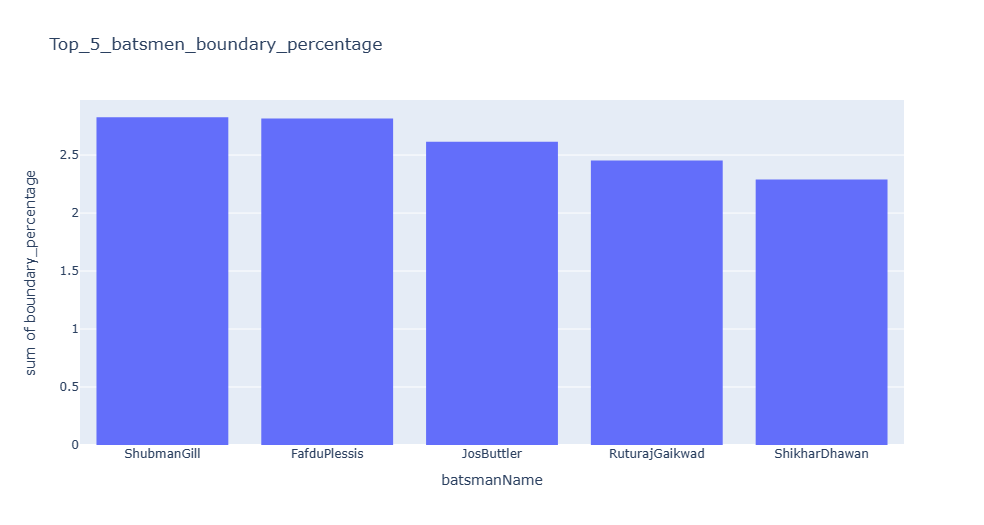 Top_5_batsmen_boundary_percentage
sum of boundary_percentage
2.5
2
1.5
1
0.5
0
ShubmanGill
FafduPlessis
JosButtler
RuturajGaikwad
ShikharDhawan
batsmanName